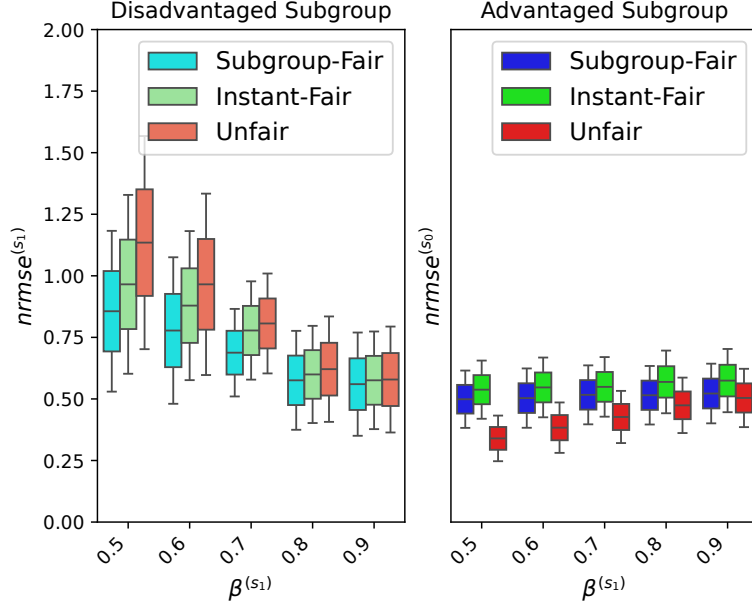 Disadvantaged Subgroup
Advantaged Subgroup
2.00
1.75
1.50
1.25
1.00
0.75
0.50
0.25
0.00
nrmse^(s₁)
Subgroup-Fair
Instant-Fair
Unfair
0.5
0.6
0.7
0.8
0.9
β^(s₁)
nrmse^(s₀)
Subgroup-Fair
Instant-Fair
Unfair
0.5
0.6
0.7
0.8
0.9
β^(s₁)